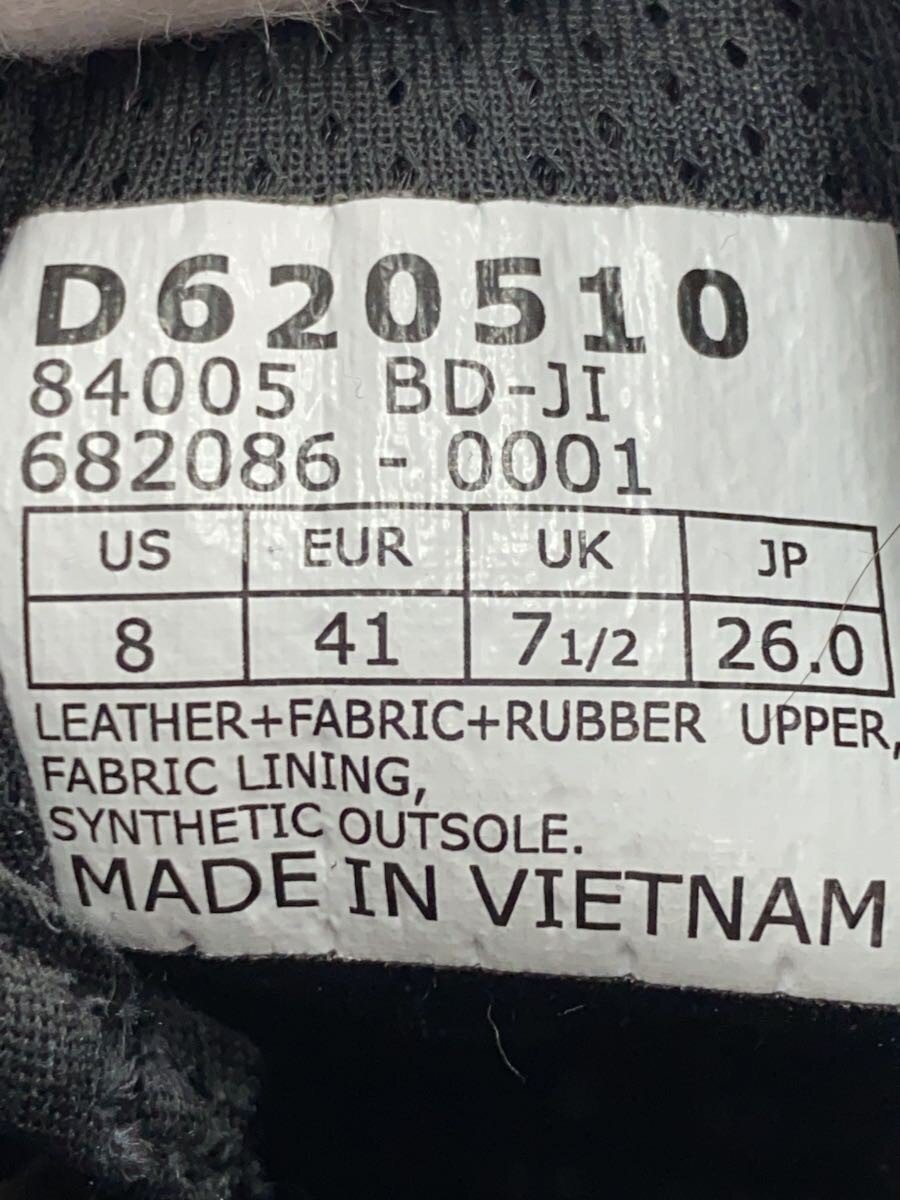 D620510
84005 BD-JI
682086 - 0001
US EUR UK JP
8 41 7 1/2 26.0
LEATHER+FABRIC+RUBBER UPPER,
FABRIC LINING,
SYNTHETIC OUTSOLE.
MADE IN VIETNAM